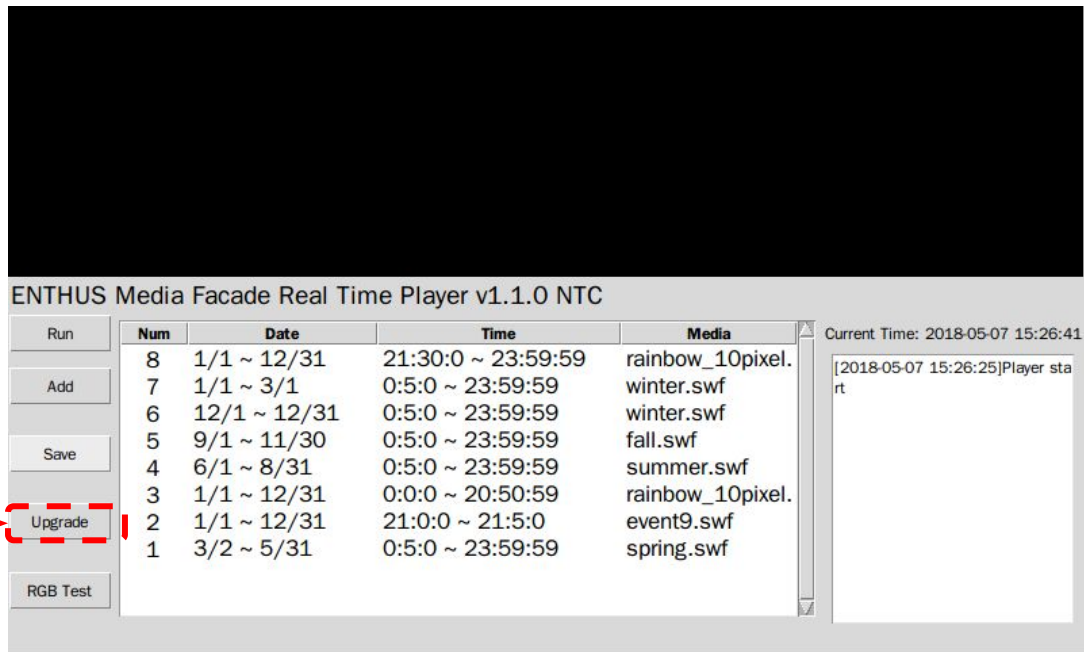 ENTHUS Media Facade Real Time Player v1.1.0 NTC
Run
Add
Save
Upgrade
RGB Test
Num Date Time Media
8 1/1 ~ 12/31 21:30:0 ~ 23:59:59 rainbow_10pixel.
7 1/1 ~ 3/1 0:5:0 ~ 23:59:59 winter.swf
6 12/1 ~ 12/31 0:5:0 ~ 23:59:59 winter.swf
5 9/1 ~ 11/30 0:5:0 ~ 23:59:59 fall.swf
4 6/1 ~ 8/31 0:5:0 ~ 23:59:59 summer.swf
3 1/1 ~ 12/31 0:0:0 ~ 20:50:59 rainbow_10pixel.
2 1/1 ~ 12/31 21:0:0 ~ 21:5:0 event9.swf
1 3/2 ~ 5/31 0:5:0 ~ 23:59:59 spring.swf
Current Time: 2018-05-07 15:26:41
[2018-05-07 15:26:25]Player sta
rt